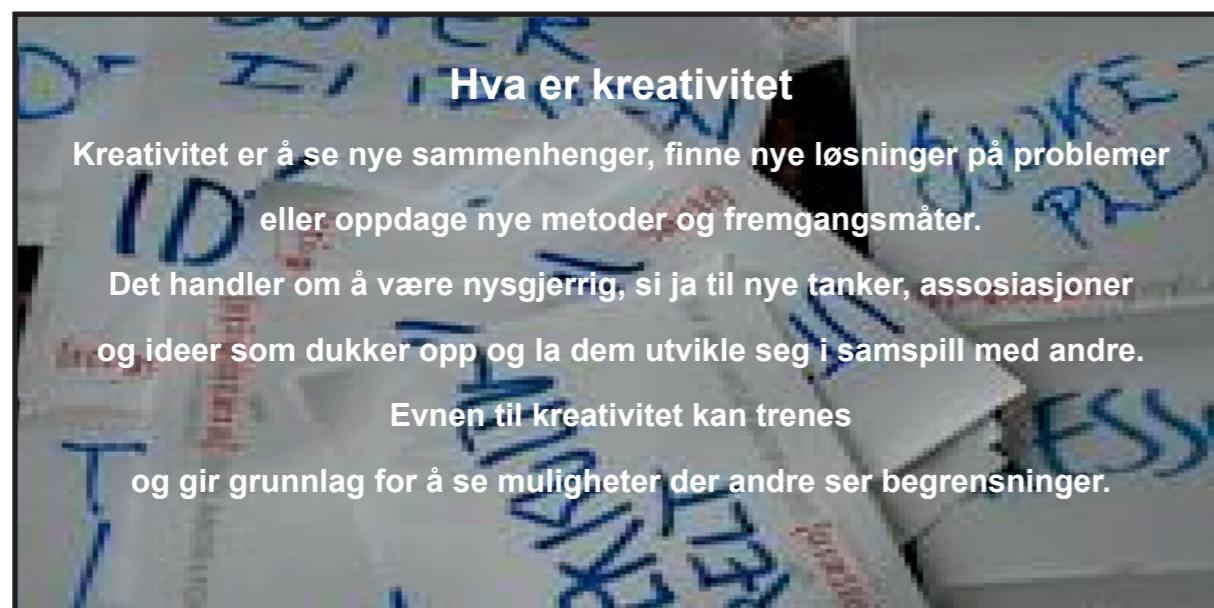 Hva er kreativitet
Kreativitet er å se nye sammenhenger, finne nye løsninger på problemer
eller oppdage nye metoder og fremgangsmåter.
Det handler om å være nysgjerrig, si ja til nye tanker, assosiasjoner
og ideer som dukker opp og la dem utvikle seg i samspill med andre.
Evnen til kreativitet kan trenes
og gir grunnlag for å se muligheter der andre ser begrensninger.